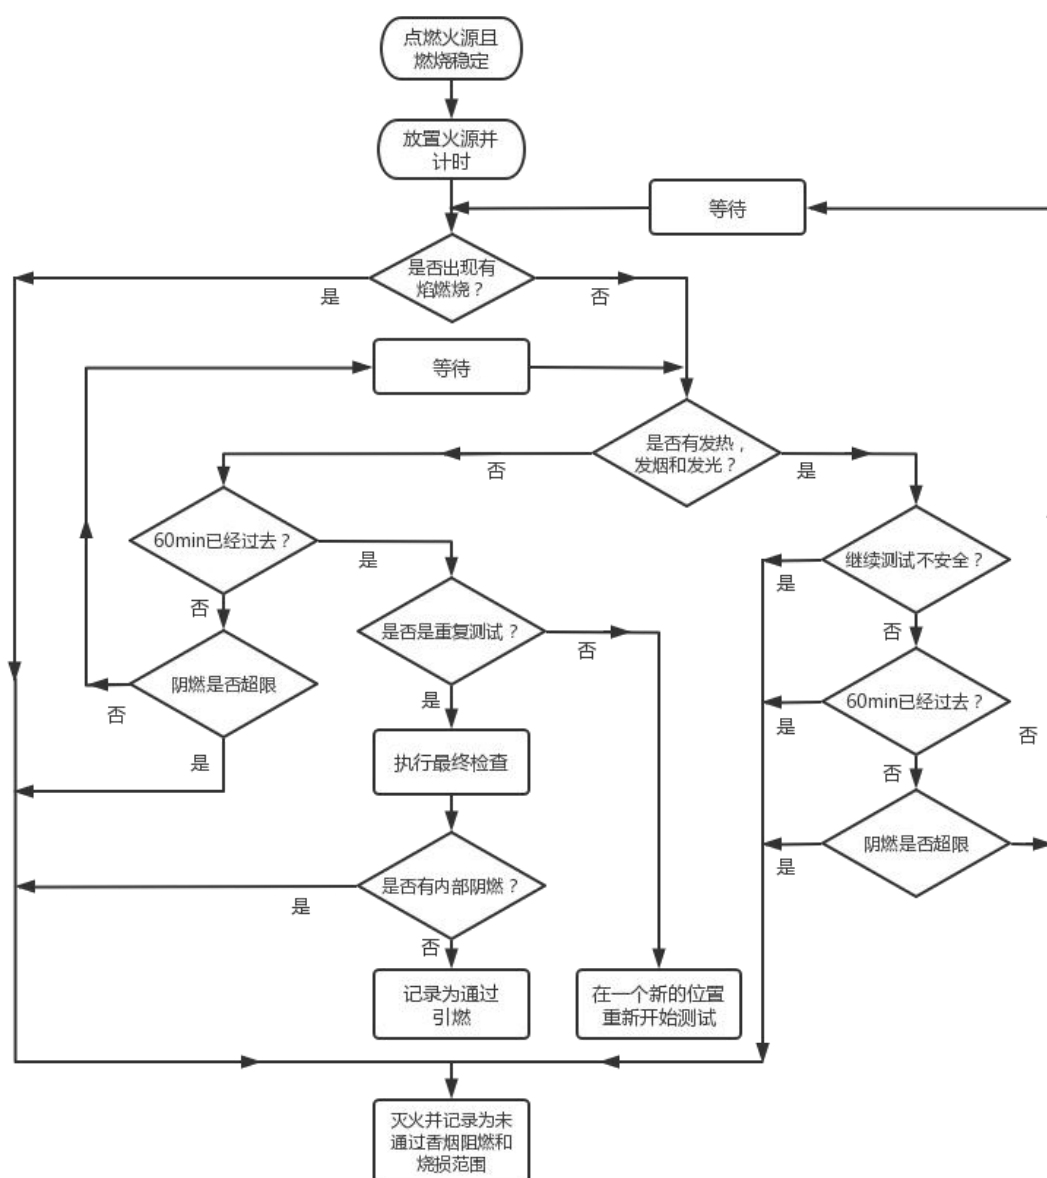 点燃火源且
燃烧稳定
放置火源并
计时
等待
是否出现有
焰燃烧？
是
否
等待
是否有发热，
发烟和发光？
否
是
60min已经过去？
是
继续测试不安全？
是
否
是否是重复测试？
否
否
阴燃是否超限
否
是
60min已经过去？
是
否
否
是
执行最终检查
阴燃是否超限
是
是否有内部阴燃？
是
否
记录为通过
引燃
在一个新的位置
重新开始测试
灭火并记录为未
通过香烟阻燃和
烧损范围